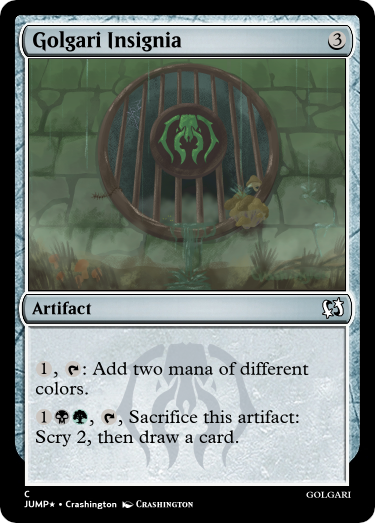 Golgari Insignia 3
Artifact
1, : Add two mana of different
colors.
1, , Sacrifice this artifact:
Scry 2, then draw a card.
C
JUMP★ • Crashington CRASHINGTON
GOLGARI